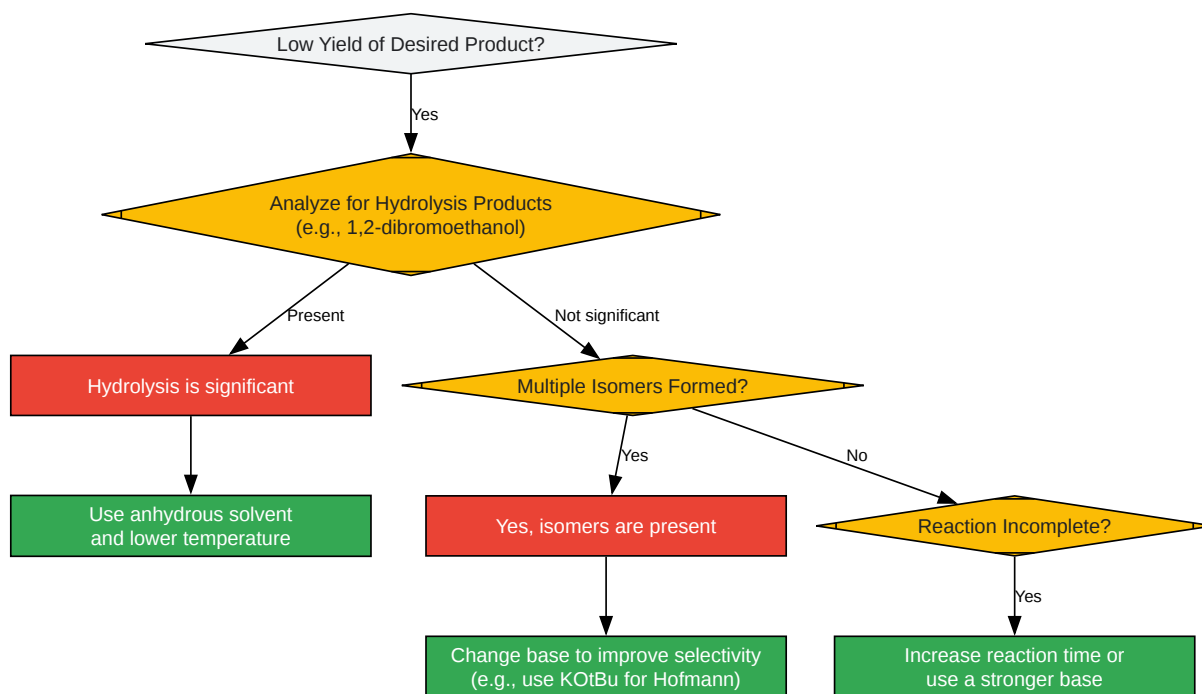 Low Yield of Desired Product?
Yes
Analyze for Hydrolysis Products
(e.g., 1,2-dibromoethanol)
Present
Not significant
Hydrolysis is significant
Multiple Isomers Formed?
Yes
No
Use anhydrous solvent
and lower temperature
Yes, isomers are present
Reaction Incomplete?
Yes
Change base to improve selectivity
(e.g., use KOtBu for Hofmann)
Increase reaction time or
use a stronger base